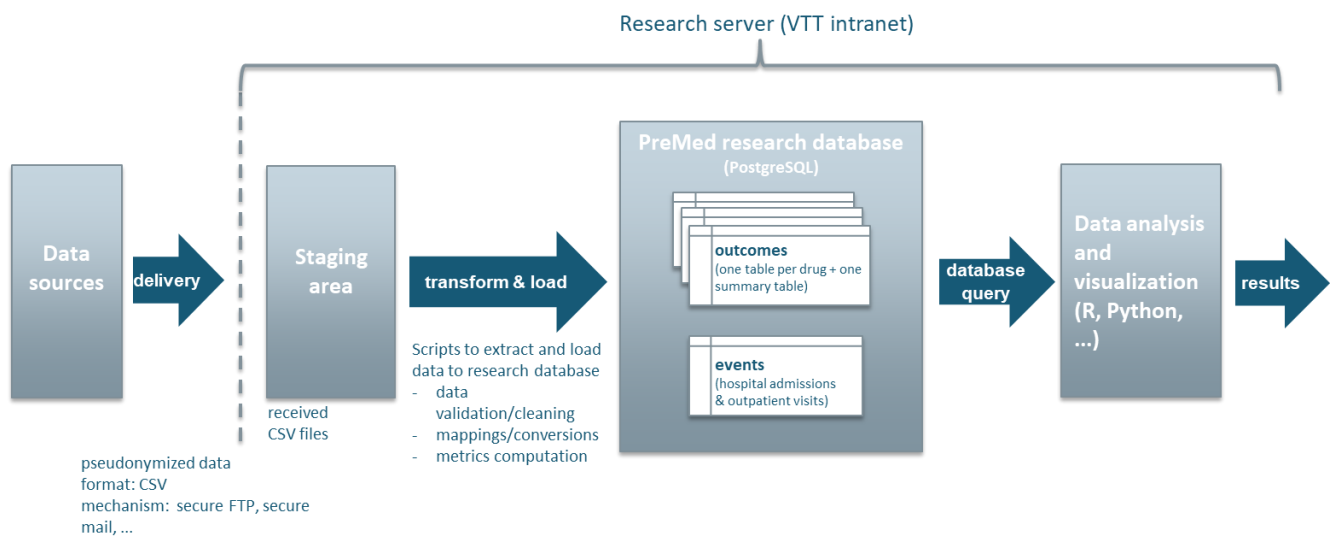 Research server (VTT intranet)
Data
sources
delivery
pseudonymized data
format: CSV
mechanism: secure FTP, secure
mail, ...
Staging
area
received
CSV files
transform & load
Scripts to extract and load
data to research database
- data
validation/cleaning
- mappings/conversions
- metrics computation
PreMed research database
(PostgreSQL)
outcomes
(one table per drug + one
summary table)
events
(hospital admissions
& outpatient visits)
database
query
Data analysis
and
visualization
(R, Python,
...)
results